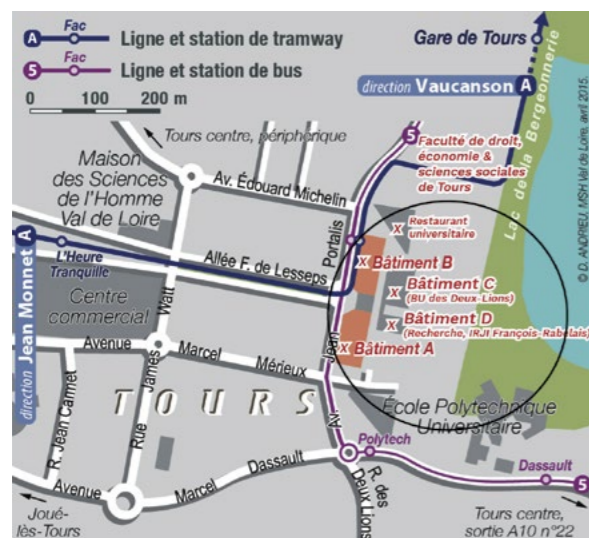 A Fac Ligne et station de tramway
5 Fac Ligne et station de bus
0 100 200 m
Gare de Tours
direction Vaucanson A
© D. ANDRIEU, MSH Val de Loire, avril 2015.
Tours centre, périphérique
5
Faculté de droit,
économie &
sciences sociales
de Tours
Lac de la Bergeonnerie
Maison
des Sciences
de l'Homme
Val de Loire
Av. Édouard Michelin
X Restaurant
universitaire
Portalis
A
L'Heure
Tranquille
Allée F. de Lesseps
X Bâtiment B
X Bâtiment C
(BU des Deux-Lions)
Centre
commercial
Watt
X Bâtiment D
(Recherche, IRJI François-Rabelais)
direction Jean Monnet
Avenue Marcel Mérieux
Jean
X Bâtiment A
James
TOURS
R. Jean Carmet
Rue
Av.
École Polytechnique
Universitaire
Polytech
Dassault
5
Avenue Marcel Dassault
R. des
Deux Lions
Joué-
lès-Tours
Tours centre,
sortie A10 n°22